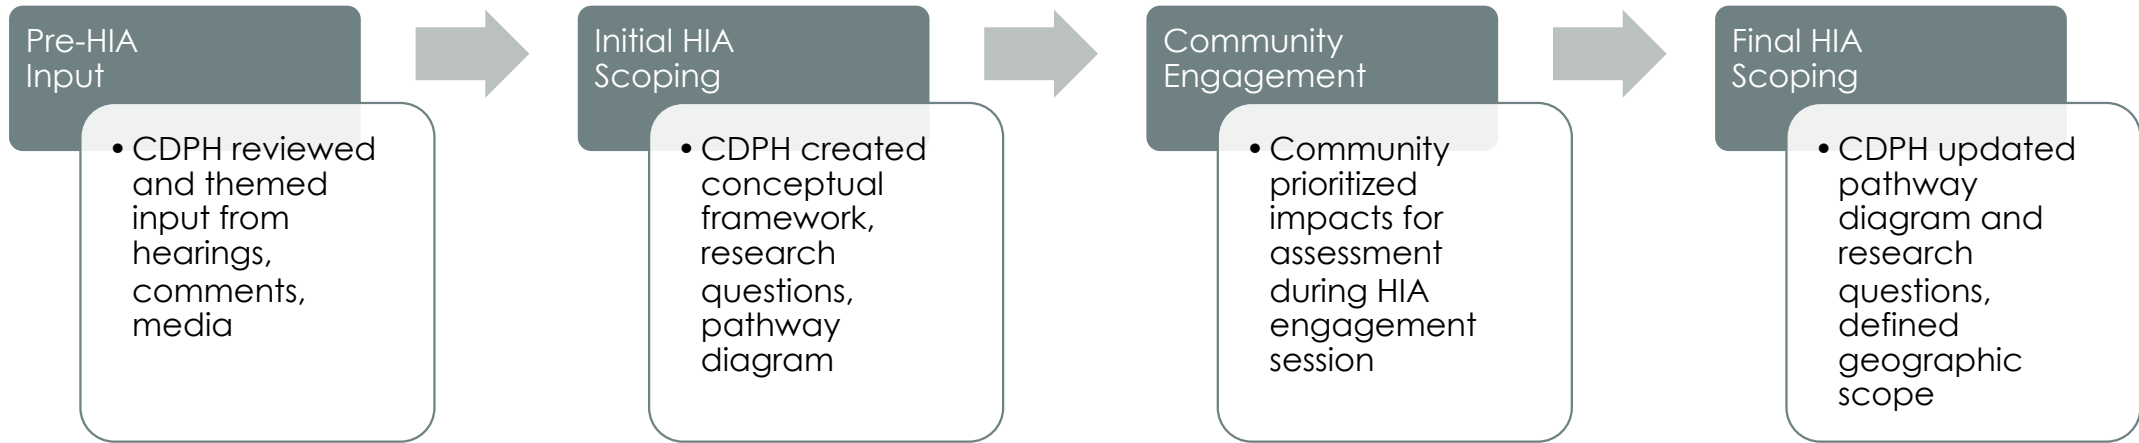 Pre-HIA
Input
• CDPH reviewed
and themed
input from
hearings,
comments,
media
Initial HIA
Scoping
• CDPH created
conceptual
framework,
research
questions,
pathway
diagram
Community
Engagement
• Community
prioritized
impacts for
assessment
during HIA
engagement
session
Final HIA
Scoping
• CDPH updated
pathway
diagram and
research
questions,
defined
geographic
scope